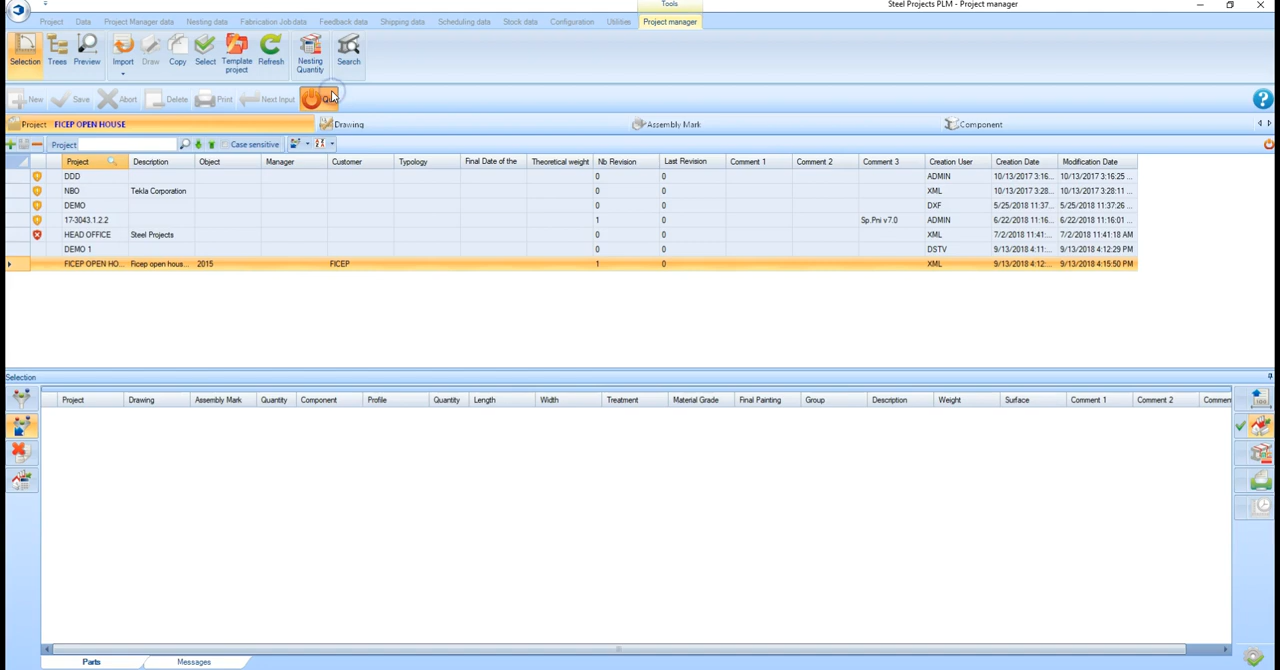 Tools
Steel Projects PLM - Project manager
Project Data Project Manager data Nesting data Fabrication Job data Feedback data Shipping data Scheduling data Stock data Configuration Utilities Project manager
Selection Trees Preview Import Draw Copy Select Template project Refresh Nesting Quantity Search
New Save Abort Delete Print Next Input
Project FICEP OPEN HOUSE Drawing Assembly Mark Component
Project Case sensitive
Project Description Object Manager Customer Typology Final Date of the Theoretical weight Nb Revision Last Revision Comment 1 Comment 2 Comment 3 Creation User Creation Date Modification Date
DDD 0 0 ADMIN 10/13/2017 3:16... 10/13/2017 3:16:25 ...
NBO Tekla Corporation 0 0 XML 10/13/2017 3:28... 10/13/2017 3:28:11 ...
DEMO 0 0 DXF 5/25/2018 11:37... 5/25/2018 11:37:26 ...
17-3043.1.2.2 1 0 Sp.Pni v7.0 ADMIN 6/22/2018 11:16... 6/22/2018 11:16:01 ...
HEAD OFFICE Steel Projects 0 0 XML 7/2/2018 11:41:... 7/2/2018 11:41:18 AM
DEMO 1 0 0 DSTV 9/13/2018 4:11:... 9/13/2018 4:12:29 PM
FICEP OPEN HO... Ficep open hous... 2015 FICEP 1 0 XML 9/13/2018 4:12:... 9/13/2018 4:15:50 PM
Selection
Project Drawing Assembly Mark Quantity Component Profile Quantity Length Width Treatment Material Grade Final Painting Group Description Weight Surface Comment 1 Comment 2 Commen
Parts Messages